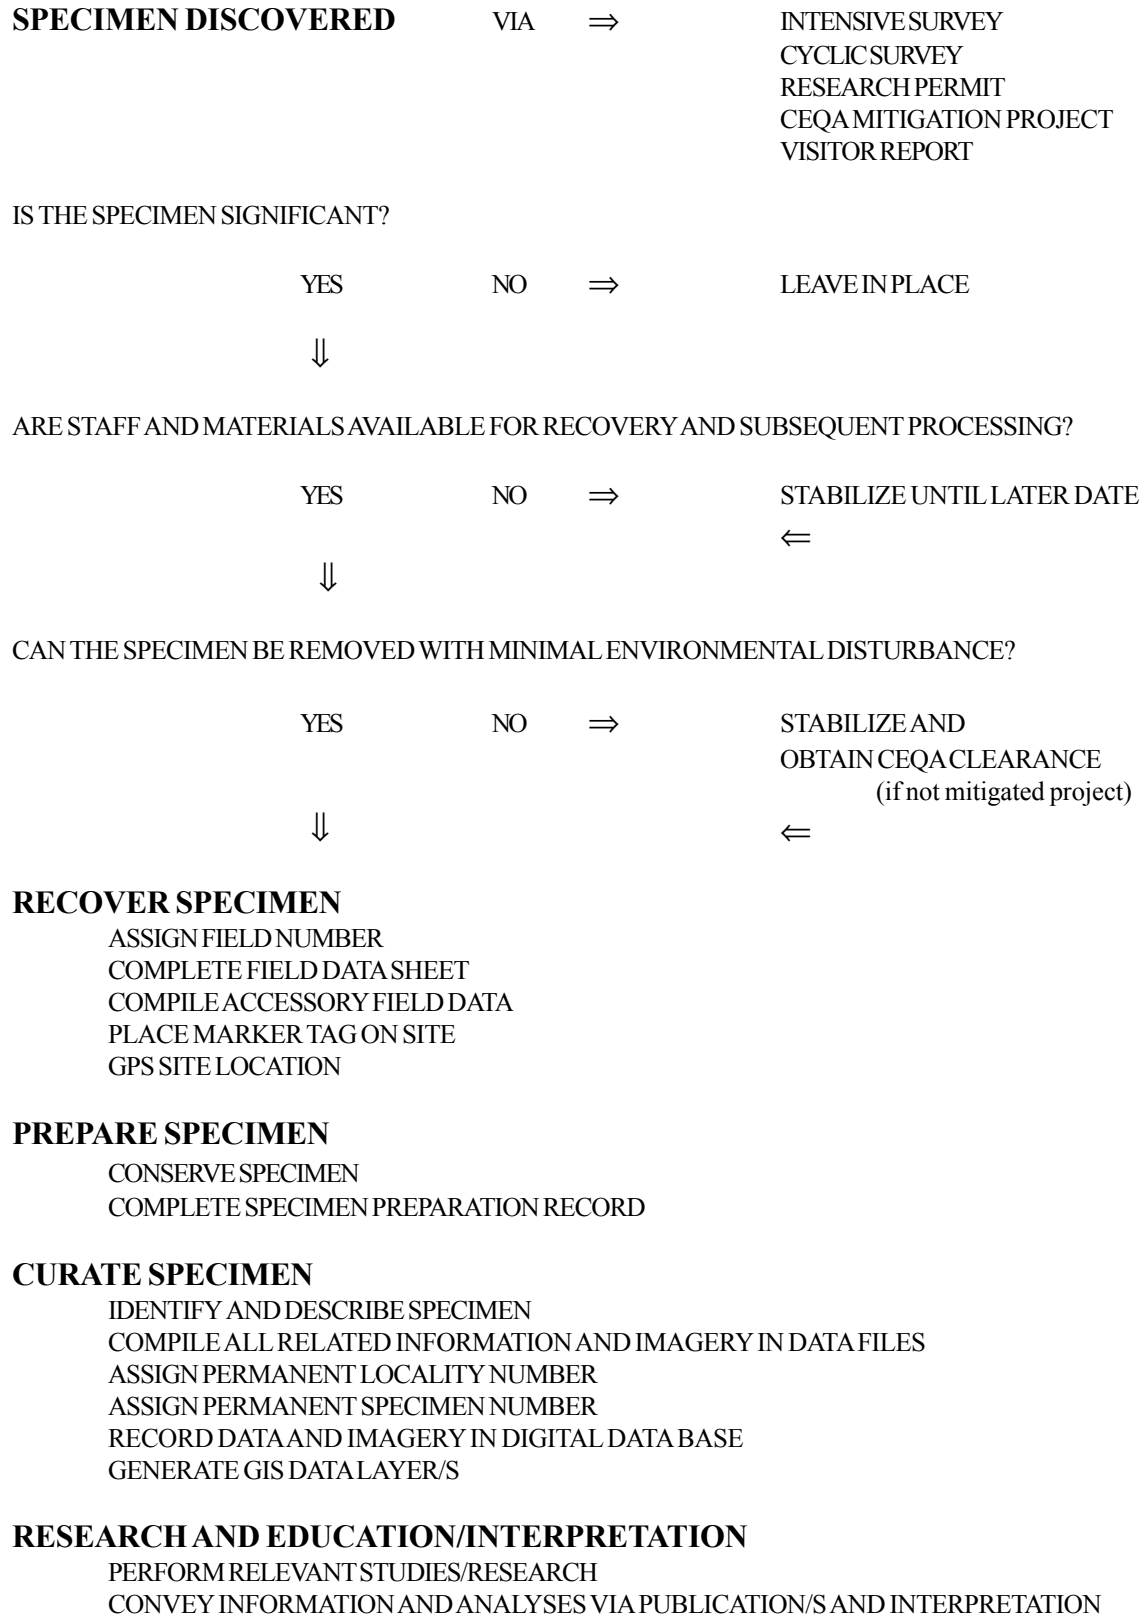 SPECIMEN DISCOVERED VIA ⇒ INTENSIVE SURVEY
CYCLIC SURVEY
RESEARCH PERMIT
CEQA MITIGATION PROJECT
VISITOR REPORT
IS THE SPECIMEN SIGNIFICANT?
YES NO ⇒ LEAVE IN PLACE
⇓
ARE STAFF AND MATERIALS AVAILABLE FOR RECOVERY AND SUBSEQUENT PROCESSING?
YES NO ⇒ STABILIZE UNTIL LATER DATE
⇐
⇓
CAN THE SPECIMEN BE REMOVED WITH MINIMAL ENVIRONMENTAL DISTURBANCE?
YES NO ⇒ STABILIZE AND
OBTAIN CEQA CLEARANCE
(if not mitigated project)
⇓ ⇐
RECOVER SPECIMEN
ASSIGN FIELD NUMBER
COMPLETE FIELD DATA SHEET
COMPILE ACCESSORY FIELD DATA
PLACE MARKER TAG ON SITE
GPS SITE LOCATION
PREPARE SPECIMEN
CONSERVE SPECIMEN
COMPLETE SPECIMEN PREPARATION RECORD
CURATE SPECIMEN
IDENTIFY AND DESCRIBE SPECIMEN
COMPILE ALL RELATED INFORMATION AND IMAGERY IN DATA FILES
ASSIGN PERMANENT LOCALITY NUMBER
ASSIGN PERMANENT SPECIMEN NUMBER
RECORD DATA AND IMAGERY IN DIGITAL DATA BASE
GENERATE GIS DATA LAYER/S
RESEARCH AND EDUCATION/INTERPRETATION
PERFORM RELEVANT STUDIES/RESEARCH
CONVEY INFORMATION AND ANALYSES VIA PUBLICATION/S AND INTERPRETATION